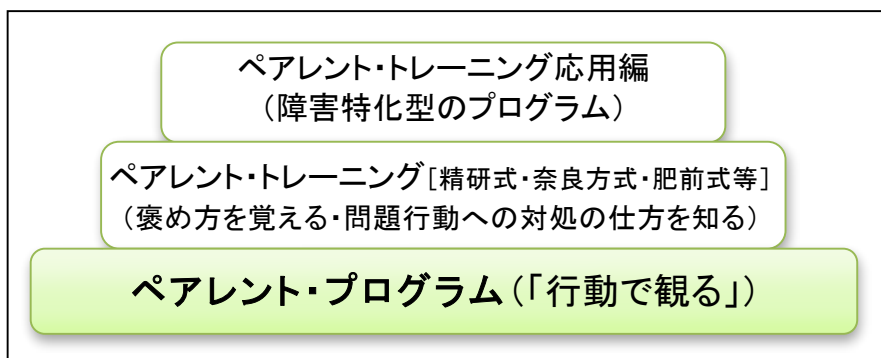 ペアレント・トレーニング応用編
（障害特化型のプログラム）
ペアレント・トレーニング［精研式・奈良方式・肥前式等］
（褒め方を覚える・問題行動への対処の仕方を知る）
ペアレント・プログラム（「行動で観る」）